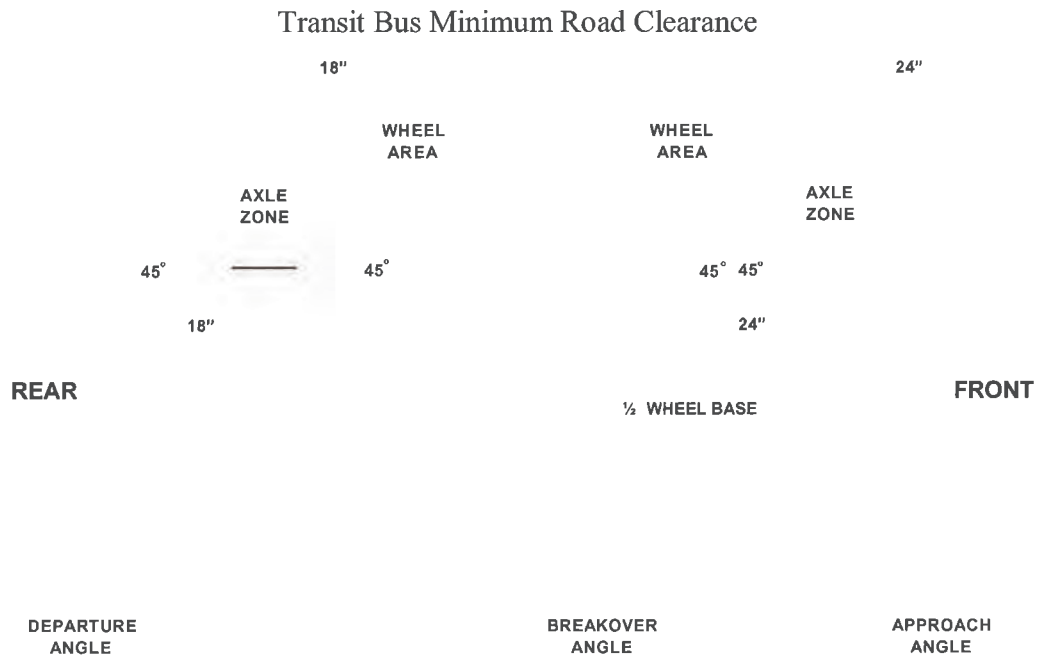 Transit Bus Minimum Road Clearance
18"
24"
WHEEL
AREA
WHEEL
AREA
AXLE
ZONE
AXLE
ZONE
45°
45°
45°
45°
18"
24"
REAR
FRONT
½ WHEEL BASE
DEPARTURE
ANGLE
BREAKOVER
ANGLE
APPROACH
ANGLE